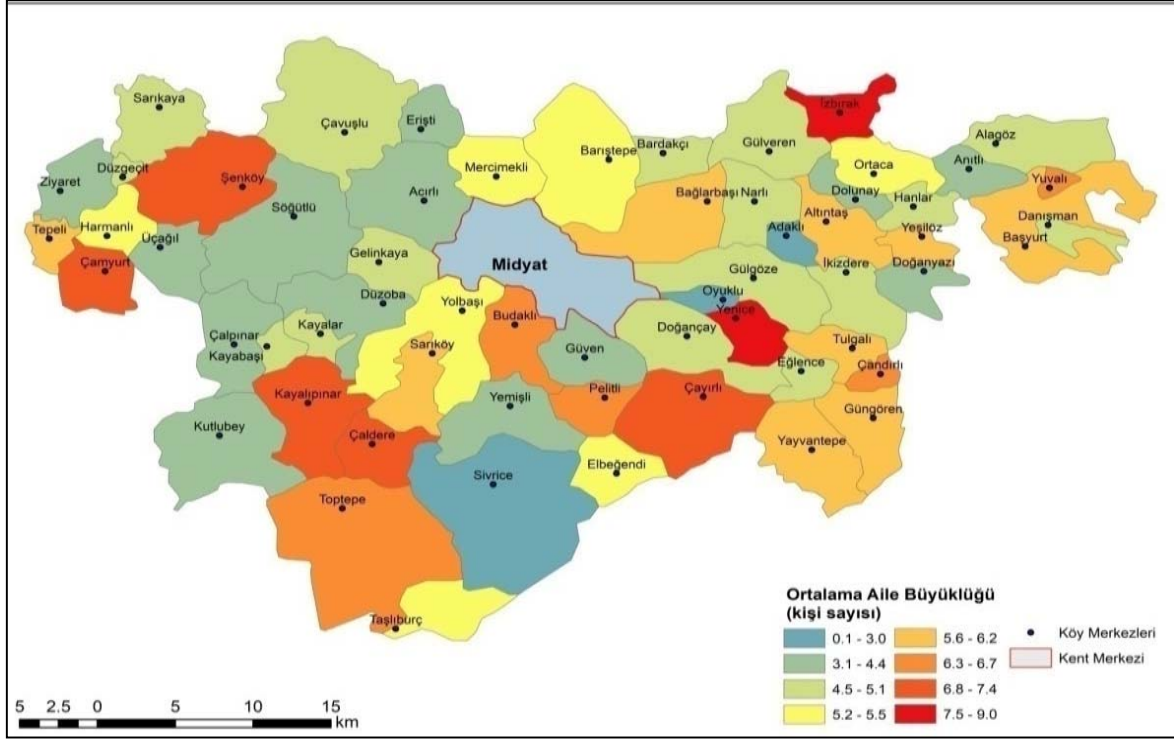 Sarıkaya
Çavuşlu
Erişti
İzbırak
Düzgeçit
Ziyaret
Şenköy
Mercimekli
Barıştepe
Bardakçı
Gülveren
Ortaca
Alagöz
Anıtlı
Yuvalı
Söğütlü
Acırlı
Bağlarbaşı
Narlı
Dolunay
Hanlar
Altıntaş
Danışman
Tepeli
Harmanlı
Üçağıl
Adaklı
Yeşilöz
Başyurt
Çamyurt
Gelinkaya
Midyat
Gülgöze
İkizdere
Doğanyazı
Düzoba
Yolbaşı
Budaklı
Oyuklu
Yenice
Çalpınar
Kayabaşı
Kayalar
Sarıköy
Güven
Doğançay
Tulgalı
Eğlence
Çandırlı
Kayalıpınar
Yemişli
Pelitli
Çayırlı
Güngören
Kutlubey
Çaldere
Yayvantepe
Sivrice
Elbeğendi
Toptepe
Taşlıburç
Ortalama Aile Büyüklüğü
(kişi sayısı)
0.1 - 3.0
3.1 - 4.4
4.5 - 5.1
5.2 - 5.5
5.6 - 6.2
6.3 - 6.7
6.8 - 7.4
7.5 - 9.0
Köy Merkezleri
Kent Merkezi
5 2.5 0 5 10 15
km